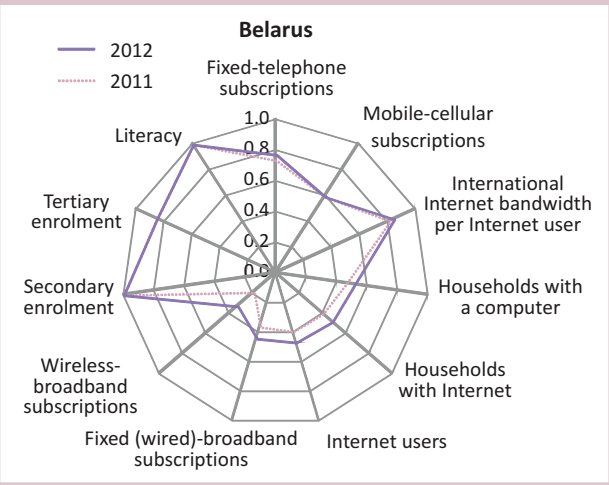 Belarus
2012
2011
Fixed-telephone
subscriptions
Mobile-cellular
subscriptions
International
Internet bandwidth
per Internet user
Households with
a computer
Households
with Internet
Internet users
Fixed (wired)-broadband
subscriptions
Wireless-
broadband
subscriptions
Secondary
enrolment
Tertiary
enrolment
Literacy
1.0
0.8
0.6
0.4
0.2
0.0